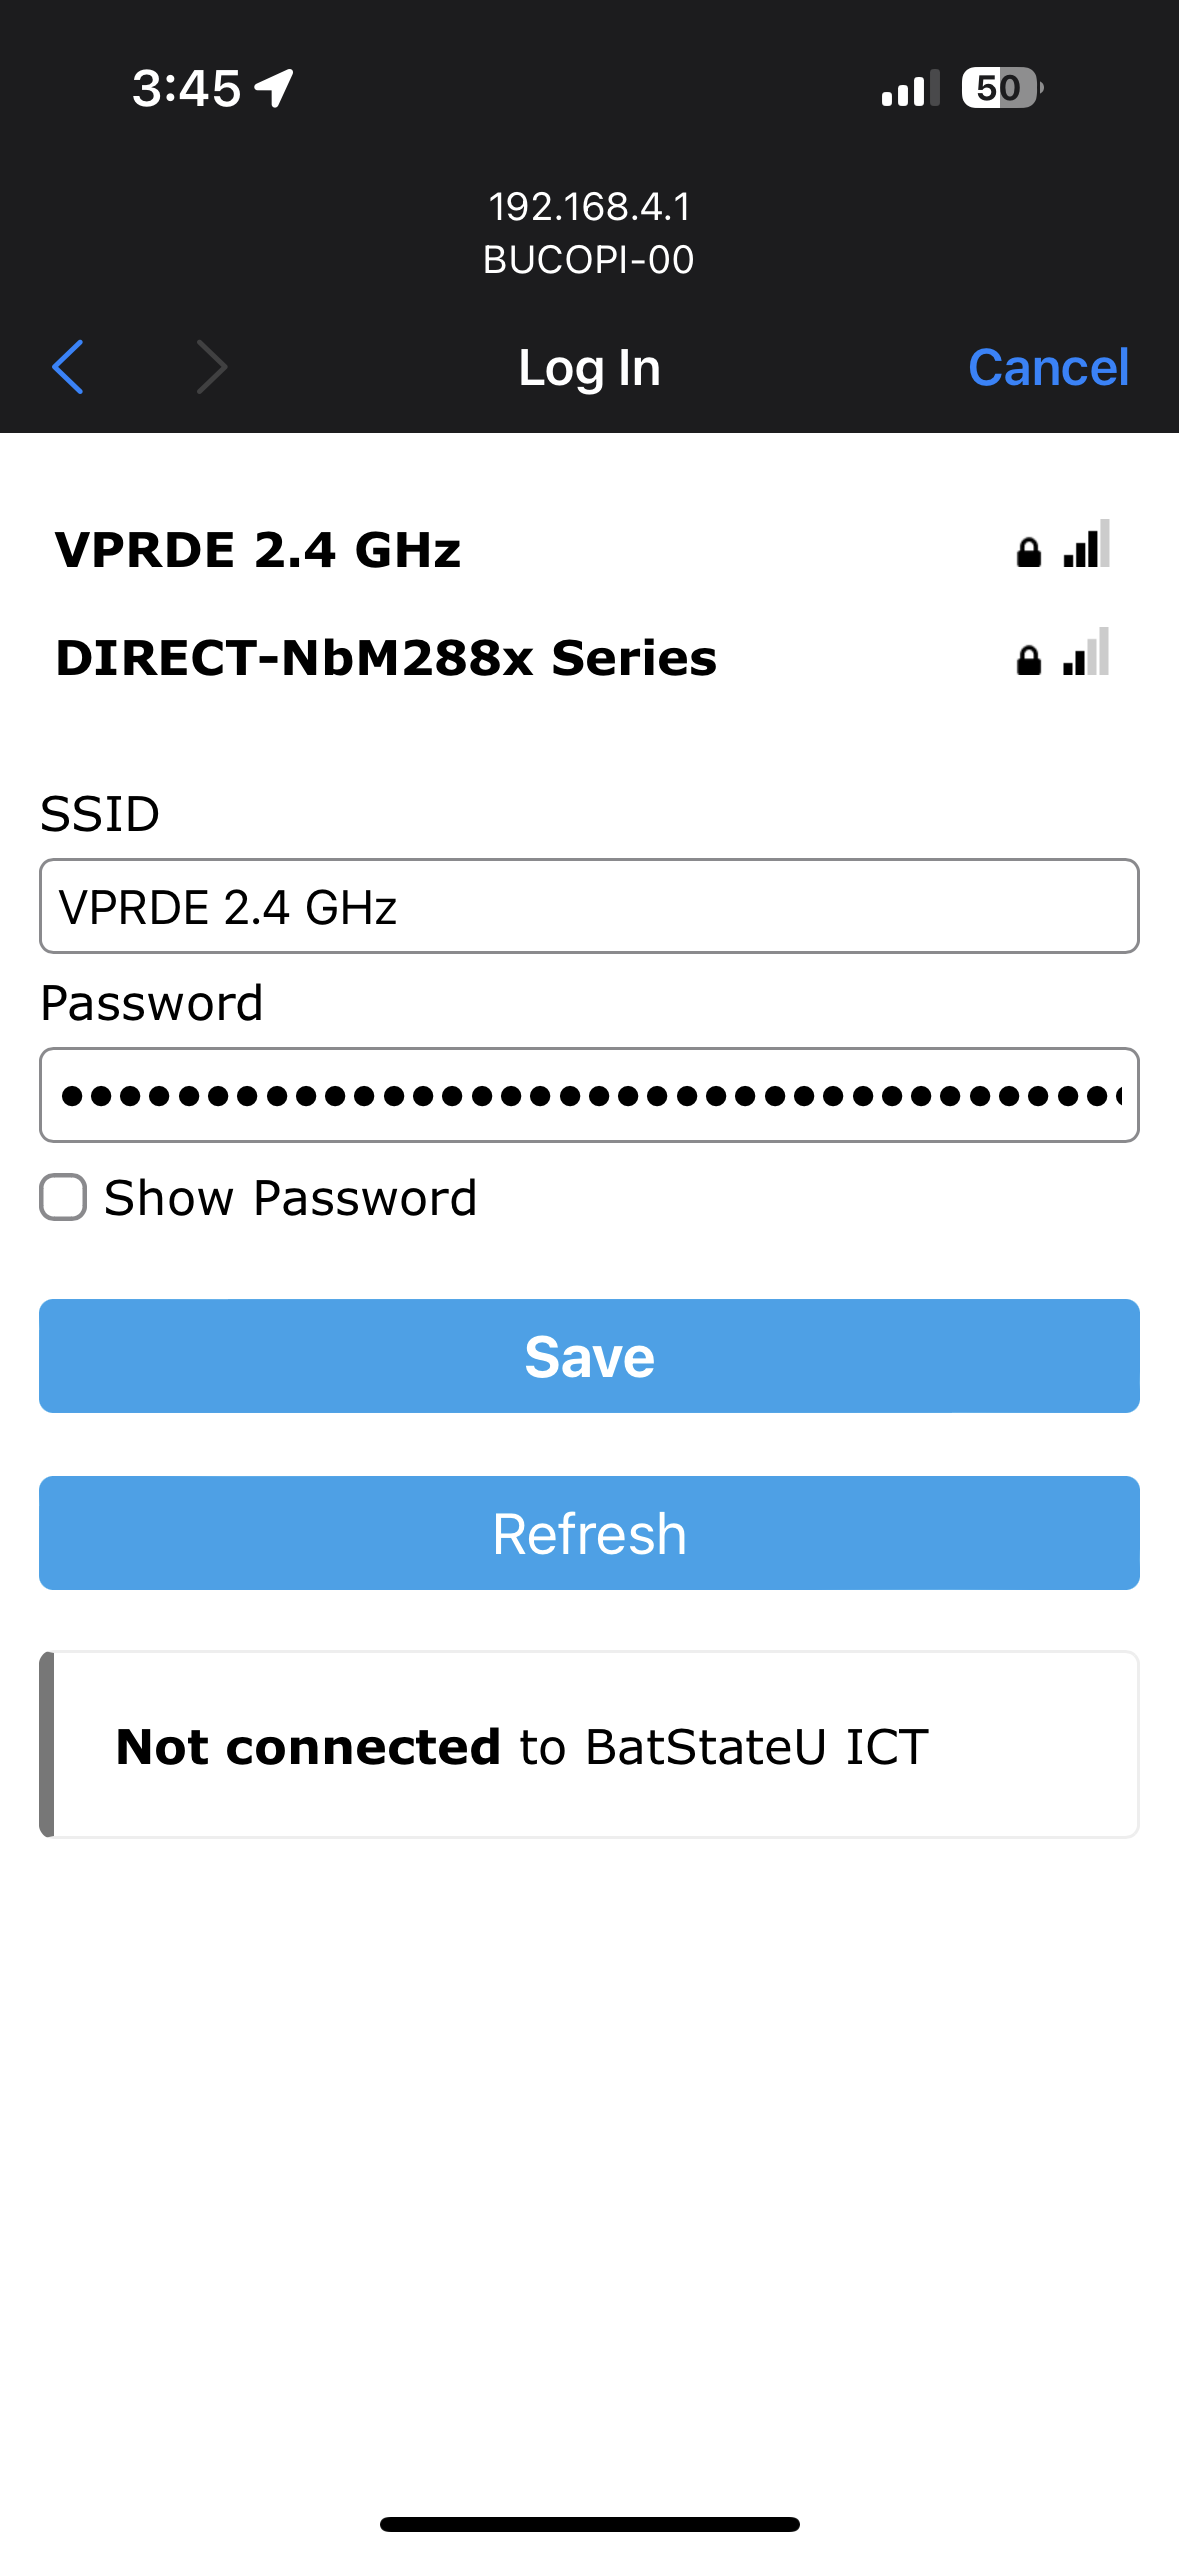 3:45
50
192.168.4.1
BUCOPI-00
Log In
Cancel
VPRDE 2.4 GHz
DIRECT-NbM288x Series
SSID
VPRDE 2.4 GHz
Password
Show Password
Save
Refresh
Not connected to BatStateU ICT